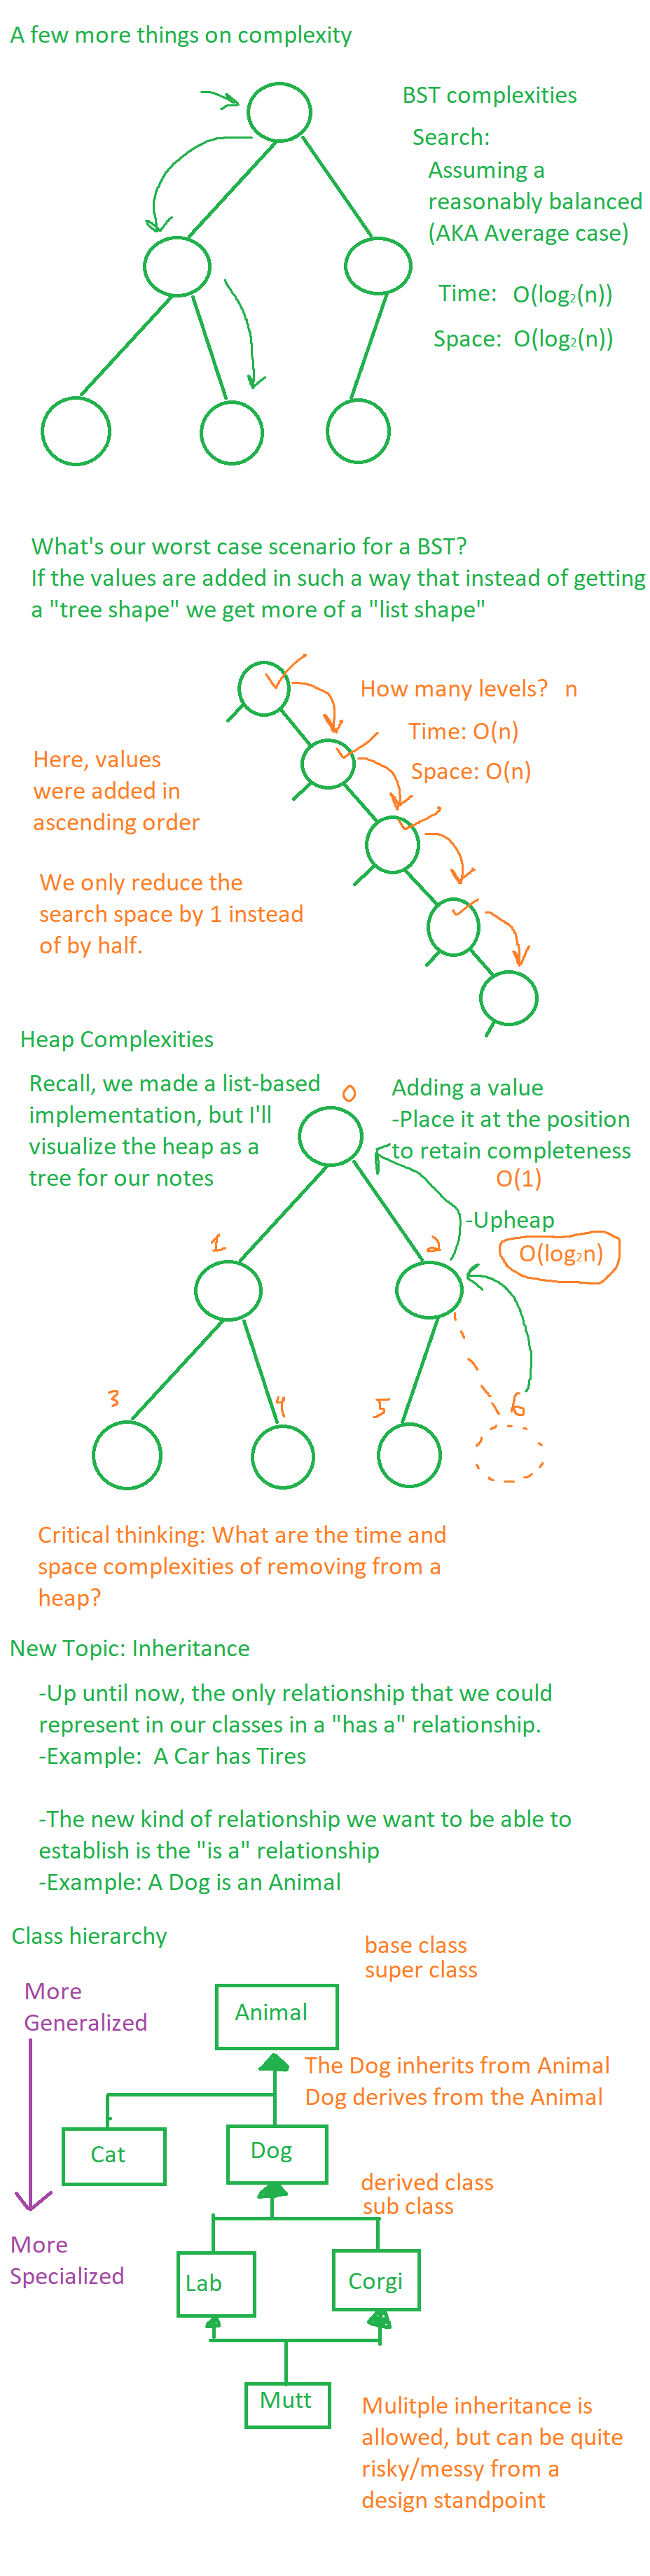 A few more things on complexity
BST complexities
Search:
Assuming a
reasonably balanced
(AKA Average case)
Time: O(log₂(n))
Space: O(log₂(n))
What's our worst case scenario for a BST?
If the values are added in such a way that instead of getting
a "tree shape" we get more of a "list shape"
How many levels? n
Time: O(n)
Space: O(n)
Here, values
were added in
ascending order
We only reduce the
search space by 1 instead
of by half.
Heap Complexities
Recall, we made a list-based
implementation, but I'll
visualize the heap as a
tree for our notes
0
Adding a value
-Place it at the position
to retain completeness
O(1)
-Upheap
O(log₂n)
1
2
3
4
5
6
Critical thinking: What are the time and
space complexities of removing from a
heap?
New Topic: Inheritance
-Up until now, the only relationship that we could
represent in our classes in a "has a" relationship.
-Example: A Car has Tires
-The new kind of relationship we want to be able to
establish is the "is a" relationship
-Example: A Dog is an Animal
Class hierarchy
base class
super class
More
Generalized
Animal
The Dog inherits from Animal
Dog derives from the Animal
Cat
Dog
derived class
sub class
More
Specialized
Lab
Corgi
Mutt
Mulitple inheritance is
allowed, but can be quite
risky/messy from a
design standpoint